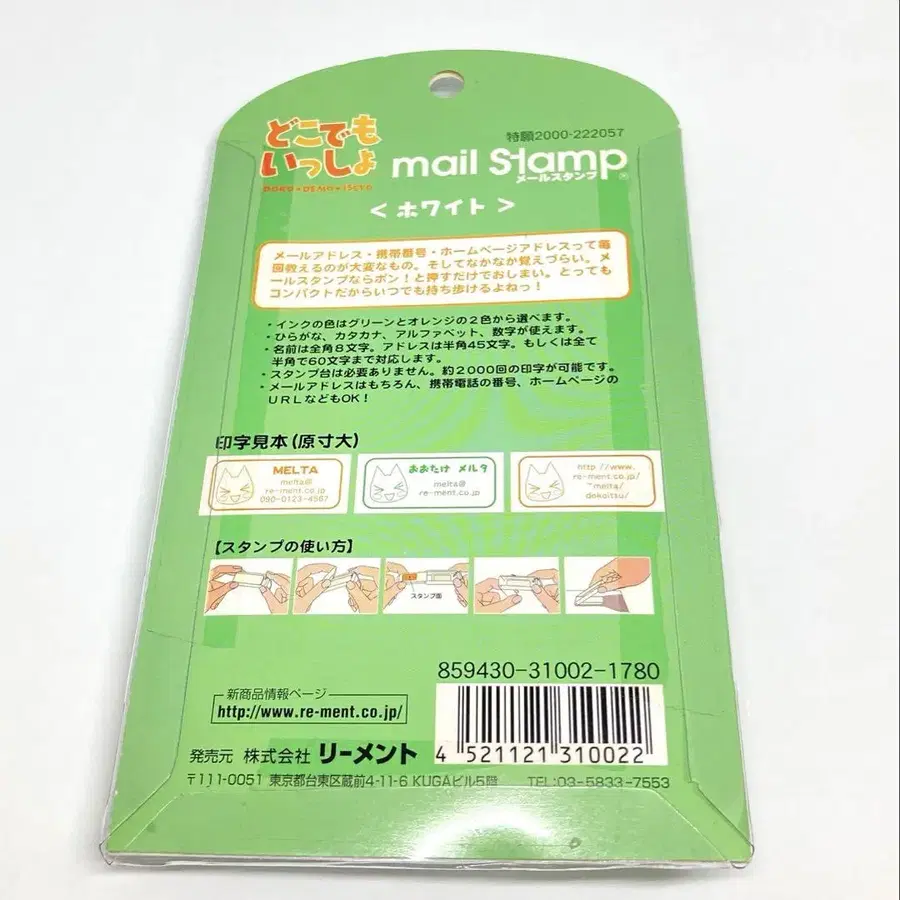 どこでも
いっしょ
DOKO・DEMO・ISSYO
特願2000-222057
mail Stamp
メールスタンプ
＜ホワイト＞
メールアドレス・携帯番号・ホームページアドレスって毎
回教えるのが大変なもの。そしてなかなか覚えづらい。メ
ールスタンプならポン！と押すだけでおしまい。とっても
コンパクトだからいつでも持ち歩けるよねっ！
・インクの色はグリーンとオレンジの２色から選べます。
・ひらがな、カタカナ、アルファベット、数字が使えます。
・名前は全角８文字。アドレスは半角45文字。もしくは全て
半角で60文字まで対応します。
・スタンプ台は必要ありません。約２０００回の印字が可能です。
・メールアドレスはもちろん、携帯電話の番号、ホームページの
ＵＲＬなどもOK！
印字見本（原寸大）
MELTA
melta@
re-ment.co.jp
090-0123-4567
おおたけ メルタ
melta@
re-ment.co.jp
http://www.
re-ment.co.jp/
~melta/
dokoitsu/
【スタンプの使い方】
スタンプ面
859430-31002-1780
新商品情報ページ
http://www.re-ment.co.jp/
4 521121 310022
発売元 株式会社 リーメント
〒111-0051 東京都台東区蔵前4-11-6 KUGAビル5階 TEL:03-5833-7553